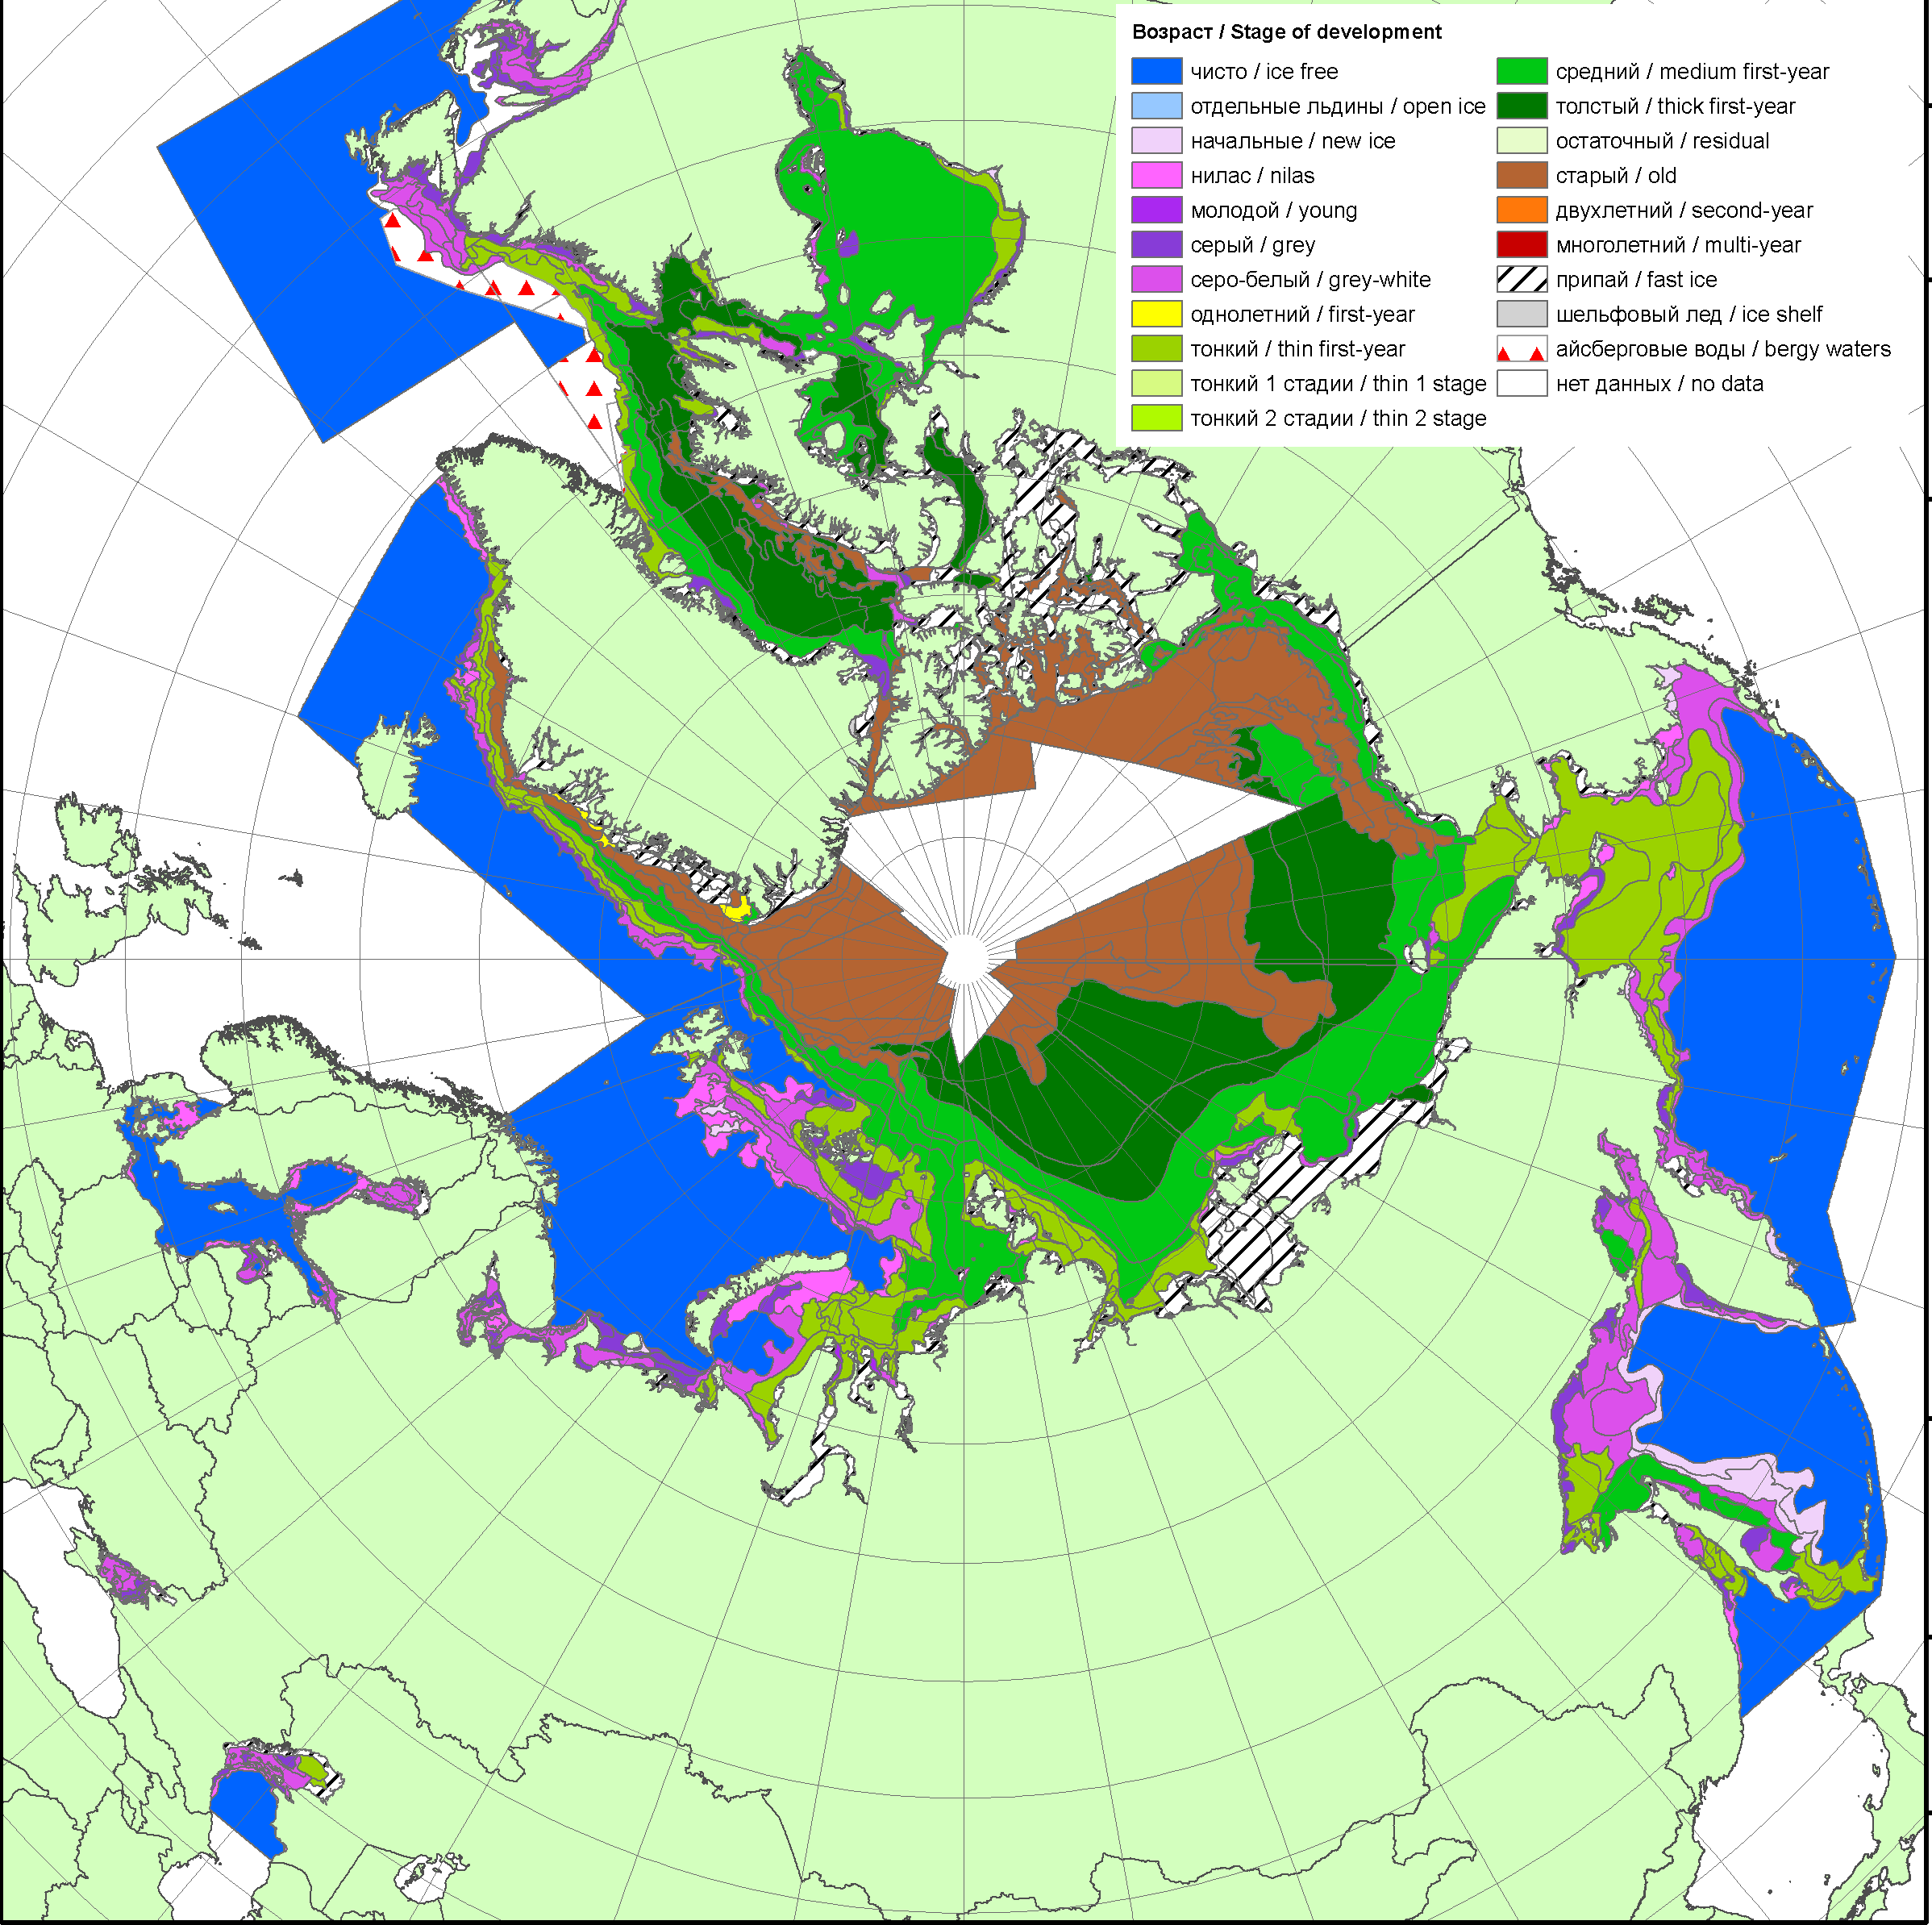 Возраст / Stage of development
чисто / ice free
отдельные льдины / open ice
начальные / new ice
нилас / nilas
молодой / young
серый / grey
серо-белый / grey-white
однолетний / first-year
тонкий / thin first-year
тонкий 1 стадии / thin 1 stage
тонкий 2 стадии / thin 2 stage
средний / medium first-year
толстый / thick first-year
остаточный / residual
старый / old
двухлетний / second-year
многолетний / multi-year
припай / fast ice
шельфовый лед / ice shelf
айсберговые воды / bergy waters
нет данных / no data